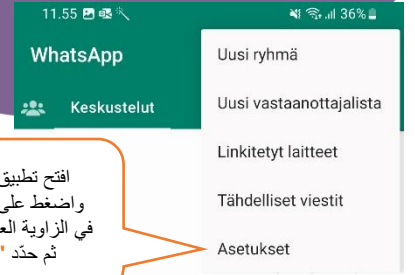 11.55 36%
WhatsApp
Keskustelut
Uusi ryhmä
Uusi vastaanottajalista
Linkitetyt laitteet
Tähdelliset viestit
Asetukset
افتح تطبيق
واضغط على
في الزاوية
ثم حدّد "